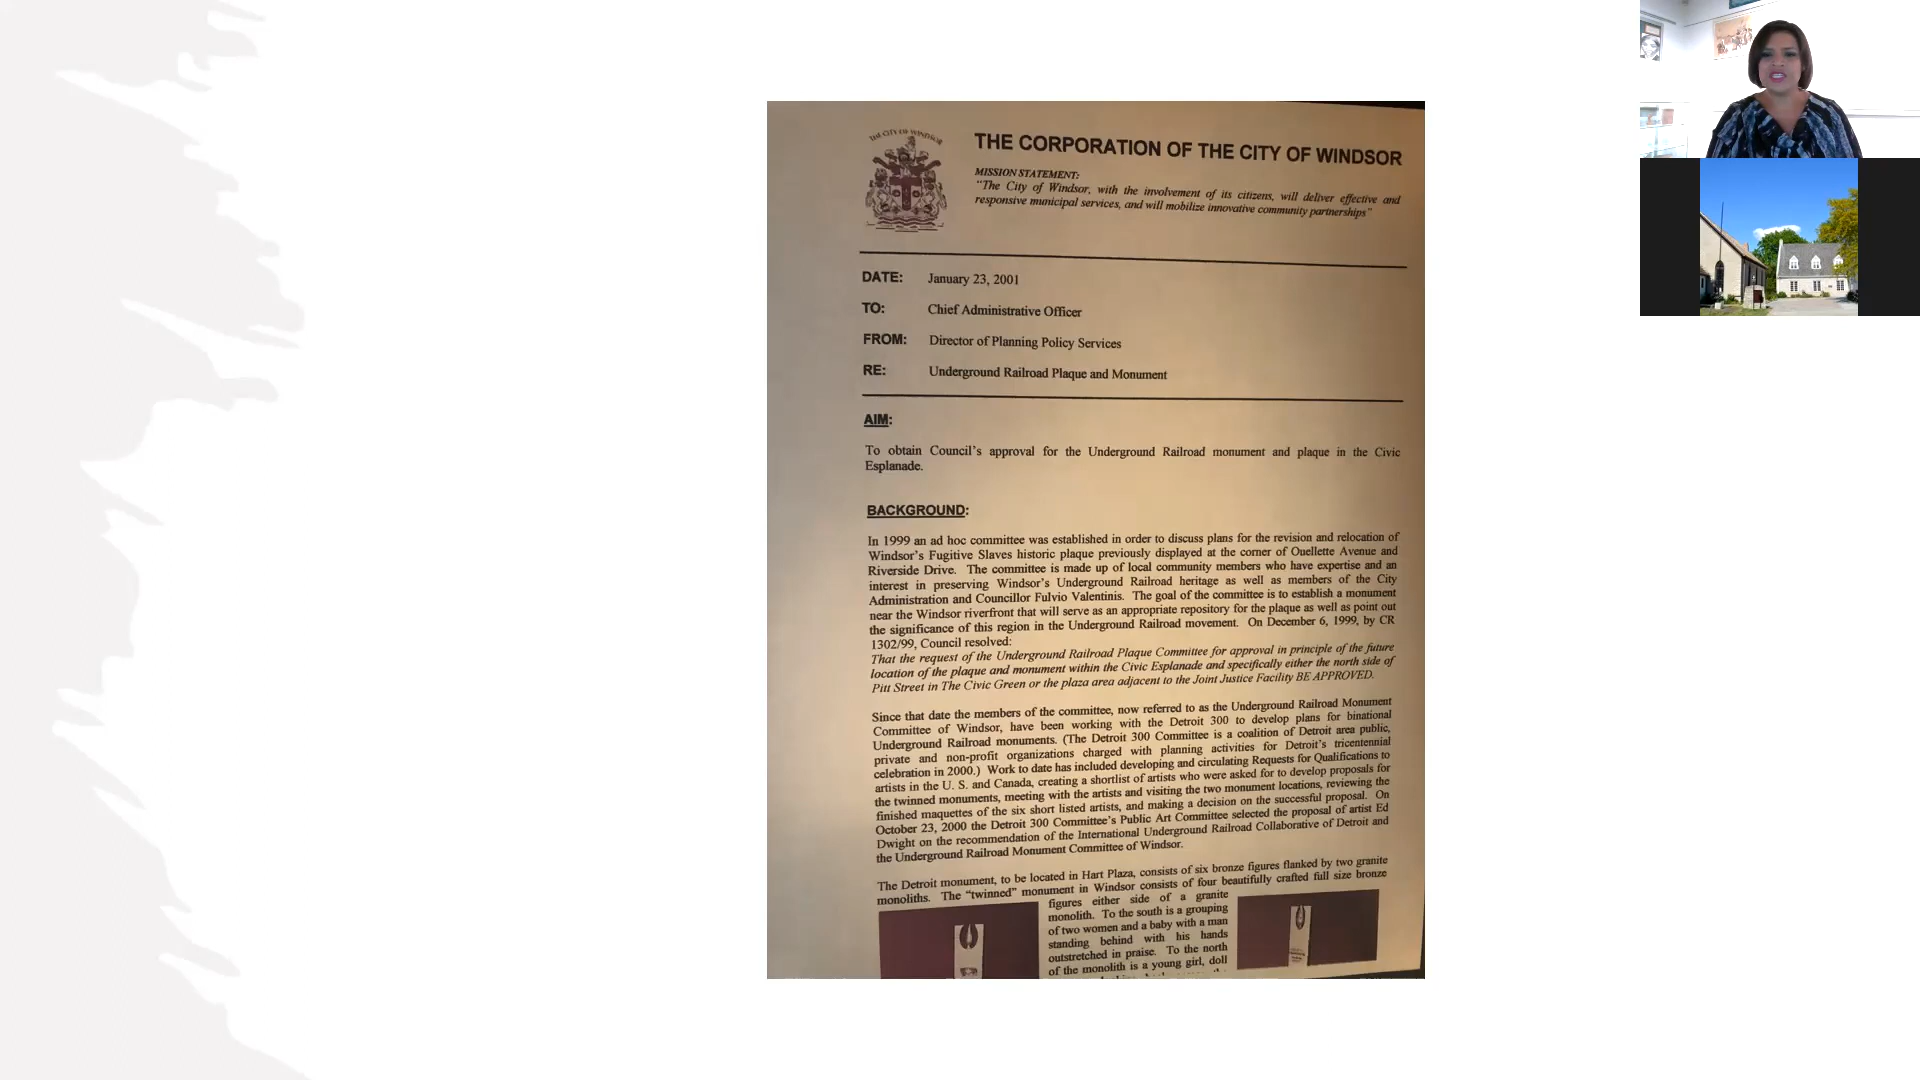 THE CITY OF WINDSOR
THE CORPORATION OF THE CITY OF WINDSOR
MISSION STATEMENT:
"The City of Windsor, with the involvement of its citizens, will deliver effective and
responsive municipal services, and will mobilize innovative community partnerships"
DATE: January 23, 2001
TO: Chief Administrative Officer
FROM: Director of Planning Policy Services
RE: Underground Railroad Plaque and Monument
AIM:
To obtain Council's approval for the Underground Railroad monument and plaque in the Civic
Esplanade.
BACKGROUND:
In 1999 an ad hoc committee was established in order to discuss plans for the revision and relocation of
Windsor's Fugitive Slaves historic plaque previously displayed at the corner of Ouellette Avenue and
Riverside Drive. The committee is made up of local community members who have expertise and an
interest in preserving Windsor's Underground Railroad heritage as well as members of the City
Administration and Councillor Fulvio Valentinis. The goal of the committee is to establish a monument
near the Windsor riverfront that will serve as an appropriate repository for the plaque as well as point out
the significance of this region in the Underground Railroad movement. On December 6, 1999, by CR
1302/99, Council resolved:
That the request of the Underground Railroad Plaque Committee for approval in principle of the future
location of the plaque and monument within the Civic Esplanade and specifically either the north side of
Pitt Street in The Civic Green or the plaza area adjacent to the Joint Justice Facility BE APPROVED.
Since that date the members of the committee, now referred to as the Underground Railroad Monument
Committee of Windsor, have been working with the Detroit 300 to develop plans for binational
Underground Railroad monuments. (The Detroit 300 Committee is a coalition of Detroit area public,
private and non-profit organizations charged with planning activities for Detroit's tricentennial
celebration in 2000.) Work to date has included developing and circulating Requests for Qualifications to
artists in the U. S. and Canada, creating a shortlist of artists who were asked for to develop proposals for
the twinned monuments, meeting with the artists and visiting the two monument locations, reviewing the
finished maquettes of the six short listed artists, and making a decision on the successful proposal. On
October 23, 2000 the Detroit 300 Committee's Public Art Committee selected the proposal of artist Ed
Dwight on the recommendation of the International Underground Railroad Collaborative of Detroit and
the Underground Railroad Monument Committee of Windsor.
The Detroit monument, to be located in Hart Plaza, consists of six bronze figures flanked by two granite
monoliths. The "twinned" monument in Windsor consists of four beautifully crafted full size bronze
figures either side of a granite
monolith. To the south is a grouping
of two women and a baby with a man
standing behind with his hands
outstretched in praise. To the north
of the monolith is a young girl, doll